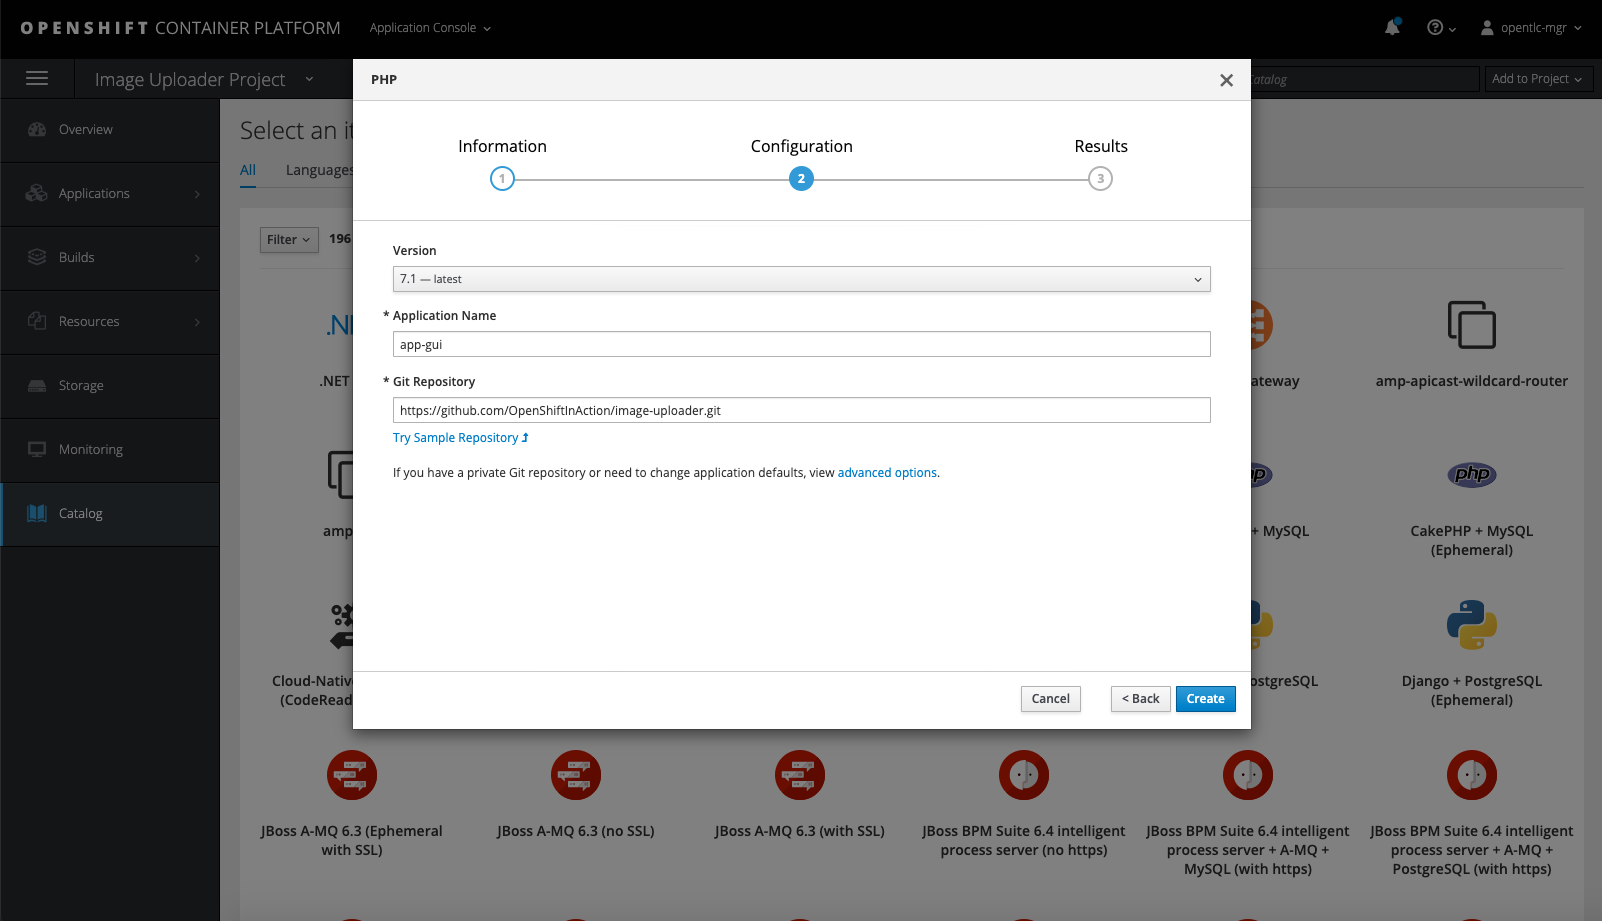 OPENSHIFT CONTAINER PLATFORM
Application Console
opentlc-mgr
Image Uploader Project
Catalog
Add to Project
Overview
Applications
Builds
Resources
Storage
Monitoring
Catalog
Select an it
All Languages
Filter 196
PHP
Information Configuration Results
1 2 3
Version
7.1 — latest
* Application Name
app-gui
* Git Repository
https://github.com/OpenShiftInAction/image-uploader.git
Try Sample Repository
If you have a private Git repository or need to change application defaults, view advanced options.
Cancel < Back Create
.NET
ateway
amp-apicast-wildcard-router
amp
php
+ MySQL
CakePHP + MySQL
(Ephemeral)
Cloud-Native
(CodeRead
ostgreSQL
Django + PostgreSQL
(Ephemeral)
JBoss A-MQ 6.3 (Ephemeral
with SSL)
JBoss A-MQ 6.3 (no SSL)
JBoss A-MQ 6.3 (with SSL)
JBoss BPM Suite 6.4 intelligent
process server (no https)
JBoss BPM Suite 6.4 intelligent
process server + A-MQ +
MySQL (with https)
JBoss BPM Suite 6.4 intelligent
process server + A-MQ +
PostgreSQL (with https)